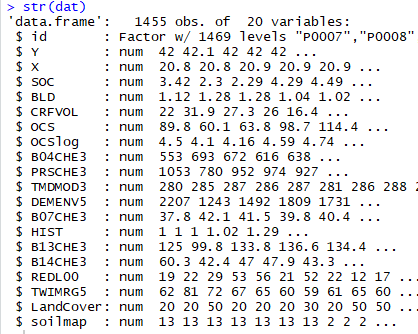 > str(dat)
'data.frame':   1455 obs. of  20 variables:
 $ id       : Factor w/ 1469 levels "P0007","P0008"
 $ Y        : num  42 42.1 42 42 42 ...
 $ X        : num  20.8 20.8 20.9 20.9 20.9 ...
 $ SOC      : num  3.42 2.3 2.29 4.29 4.49 ...
 $ BLD      : num  1.12 1.28 1.28 1.04 1.02 ...
 $ CRFVOL   : num  22 31.9 27.3 26 16.4 ...
 $ OCS      : num  89.8 60.1 63.8 98.7 114.4 ...
 $ OCSlog   : num  4.5 4.1 4.16 4.59 4.74 ...
 $ B04CHE3  : num  553 693 672 616 638 ...
 $ PRSCHE3  : num  1053 780 952 974 927 ...
 $ TMDMOD3  : num  280 285 287 286 287 281 286 288 2
 $ DEMENV5  : num  2207 1243 1492 1809 1731 ...
 $ B07CHE3  : num  37.8 42.1 41.5 39.8 40.4 ...
 $ HIST     : num  1 1 1 1.02 1.29 ...
 $ B13CHE3  : num  125 99.8 133.8 136.6 134.4 ...
 $ B14CHE3  : num  60.3 42.4 47 47.9 43.3 ...
 $ REDL00   : num  19 22 29 53 56 21 52 22 12 17 ...
 $ TWIMRG5  : num  62 81 72 67 65 60 59 61 65 60 ...
 $ LandCover: num  20 20 50 20 20 20 30 20 50 50 ...
 $ soilmap  : num  13 13 13 13 13 13 13 2 2 2 ...